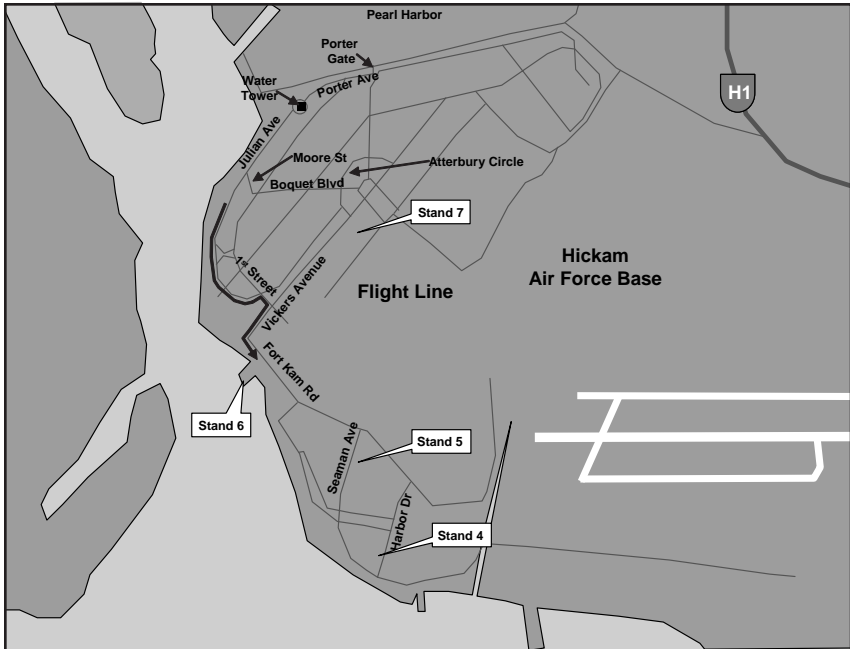 Pearl Harbor
Porter
Gate
Water
Tower
Porter Ave
H1
Julian Ave
Moore St
Atterbury Circle
Boquet Blvd
Stand 7
1st Street
Vickers Avenue
Flight Line
Hickam
Air Force Base
Fort Kam Rd
Stand 6
Seaman Ave
Stand 5
Harbor Dr
Stand 4